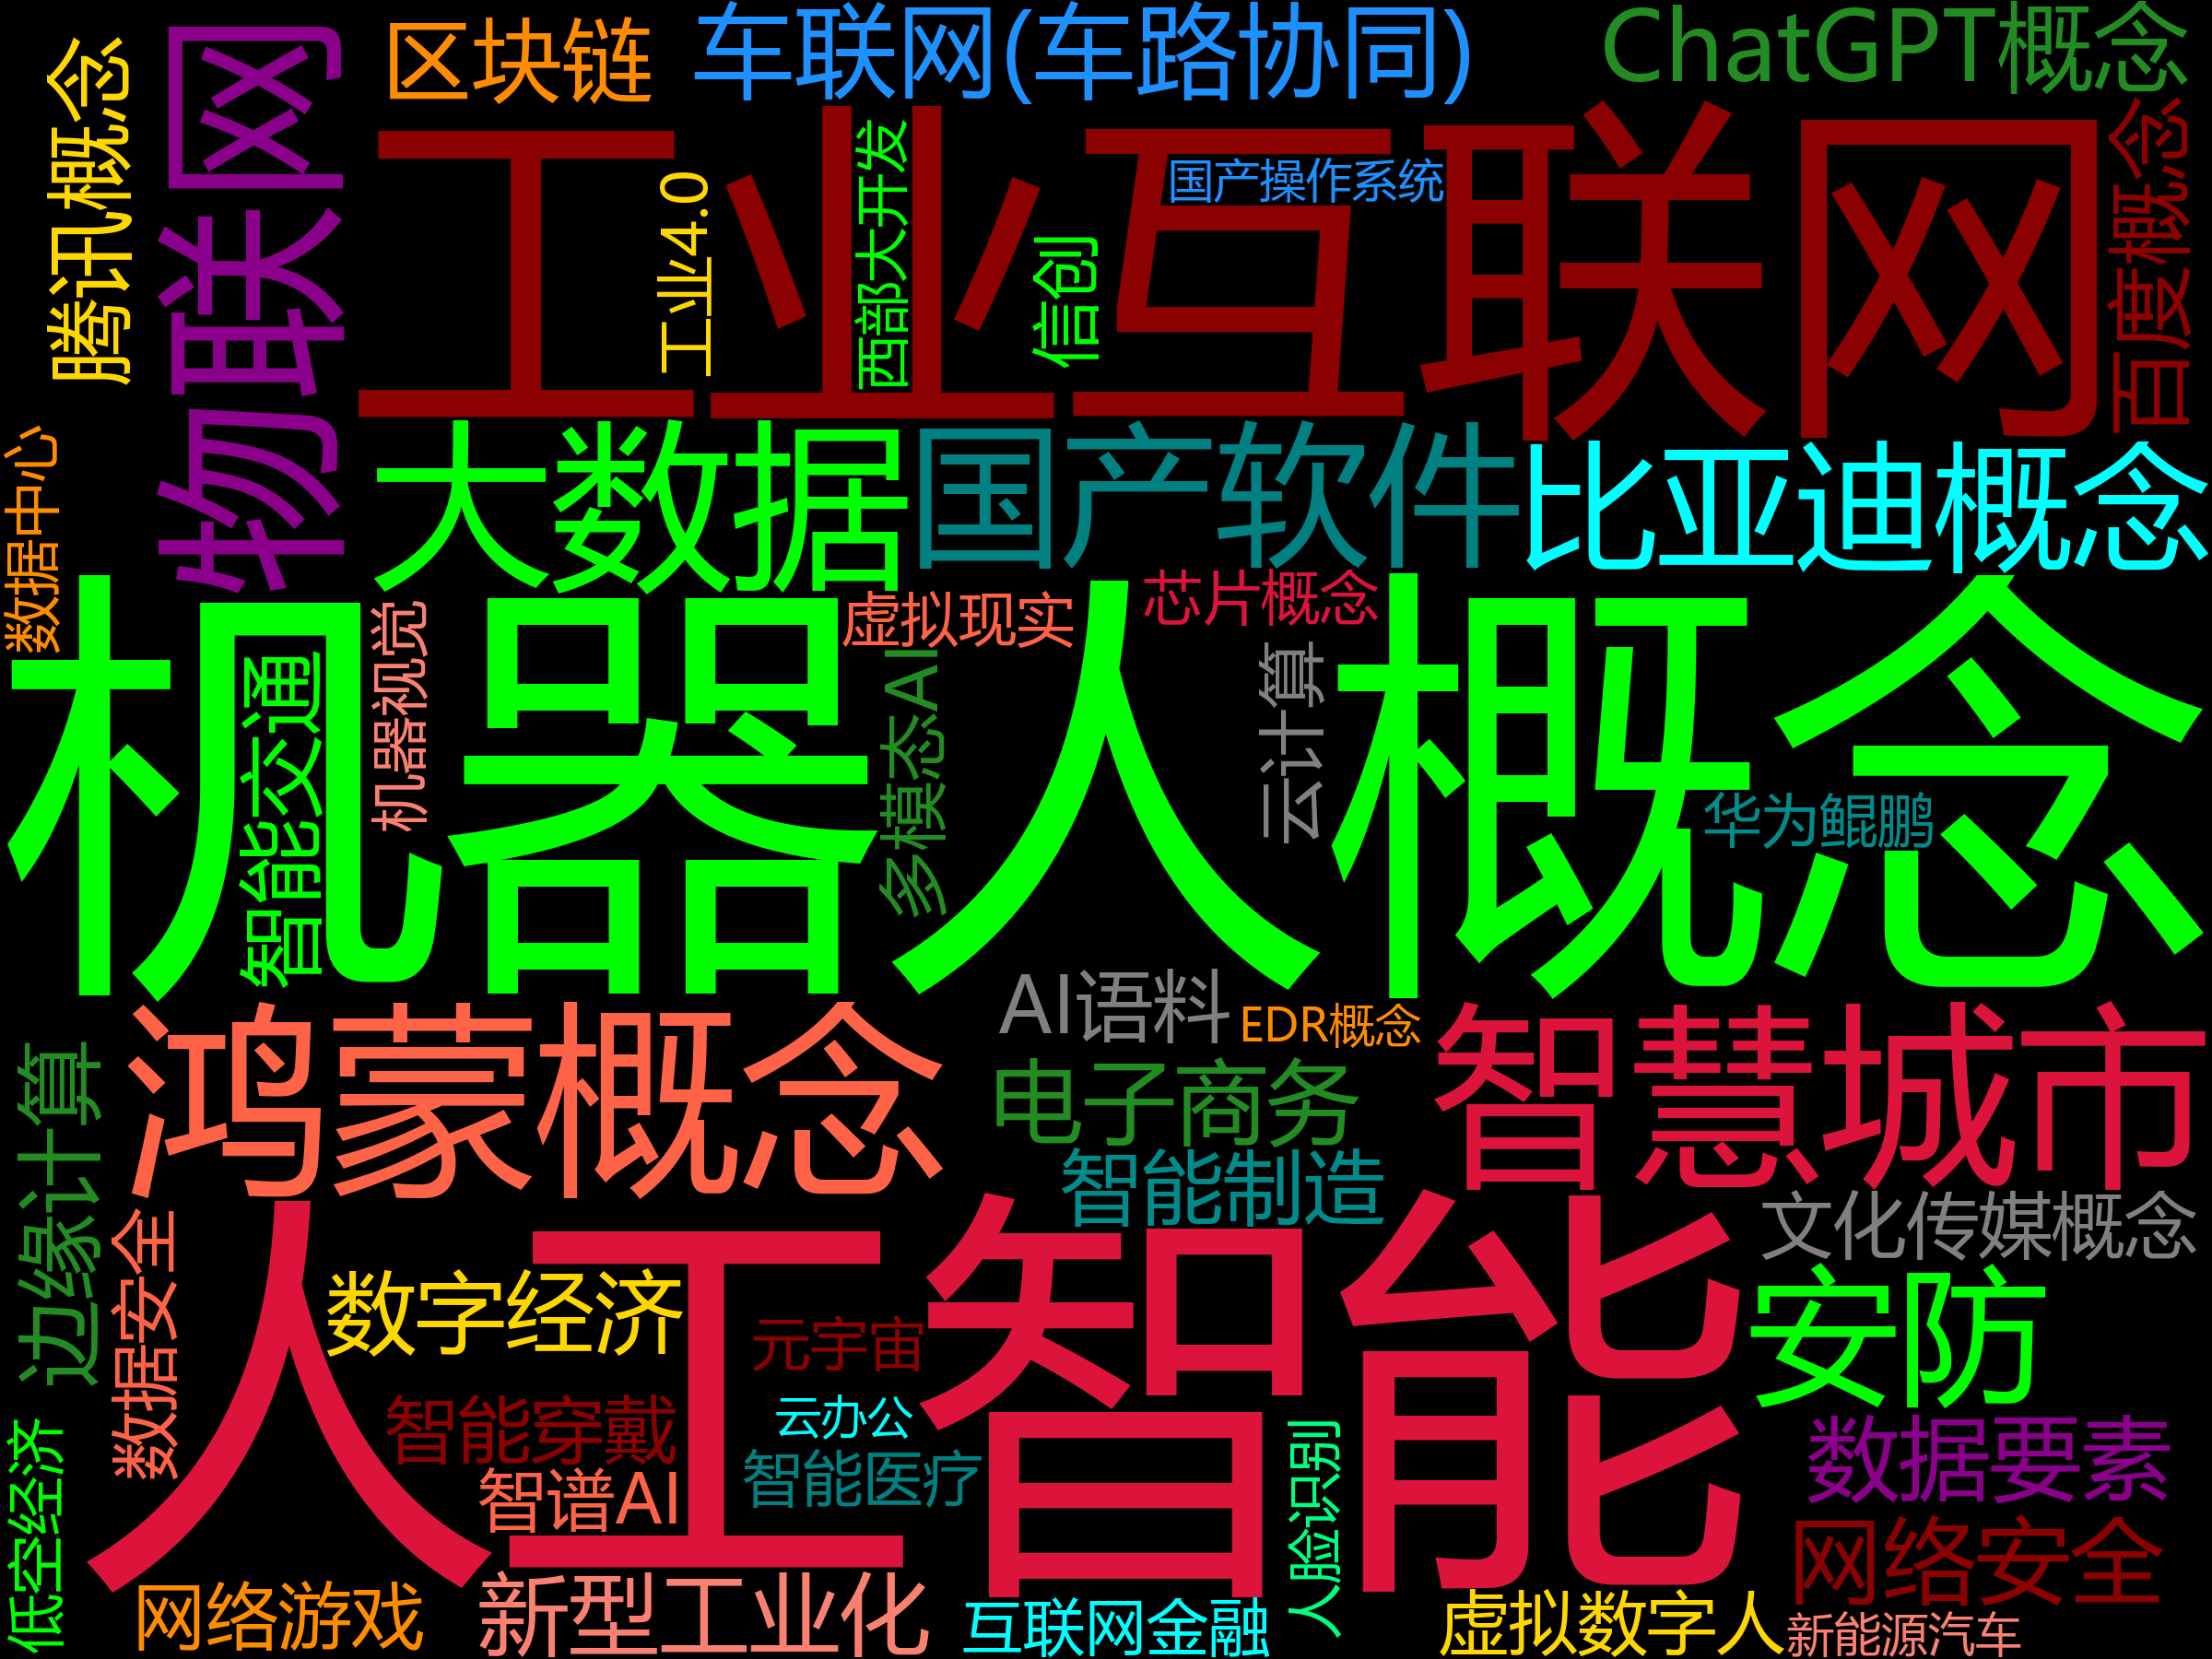 腾讯概念
物联网
区块链
车联网(车路协同)
ChatGPT概念
工业互联网
工业4.0
西部大开发
信创
国产操作系统
百度概念
数据中心
大数据
国产软件
比亚迪概念
机器人概念
智能交通
机器视觉
虚拟现实
多模态AI
芯片概念
云计算
华为鲲鹏
鸿蒙概念
AI语料
EDR概念
电子商务
智能制造
智慧城市
边缘计算
数据安全
人工智能
文化传媒概念
安防
数字经济
元宇宙
智能穿戴
云办公
智谱AI
智能医疗
人脸识别
数据要素
网络安全
低空经济
网络游戏
新型工业化
互联网金融
虚拟数字人
新能源汽车